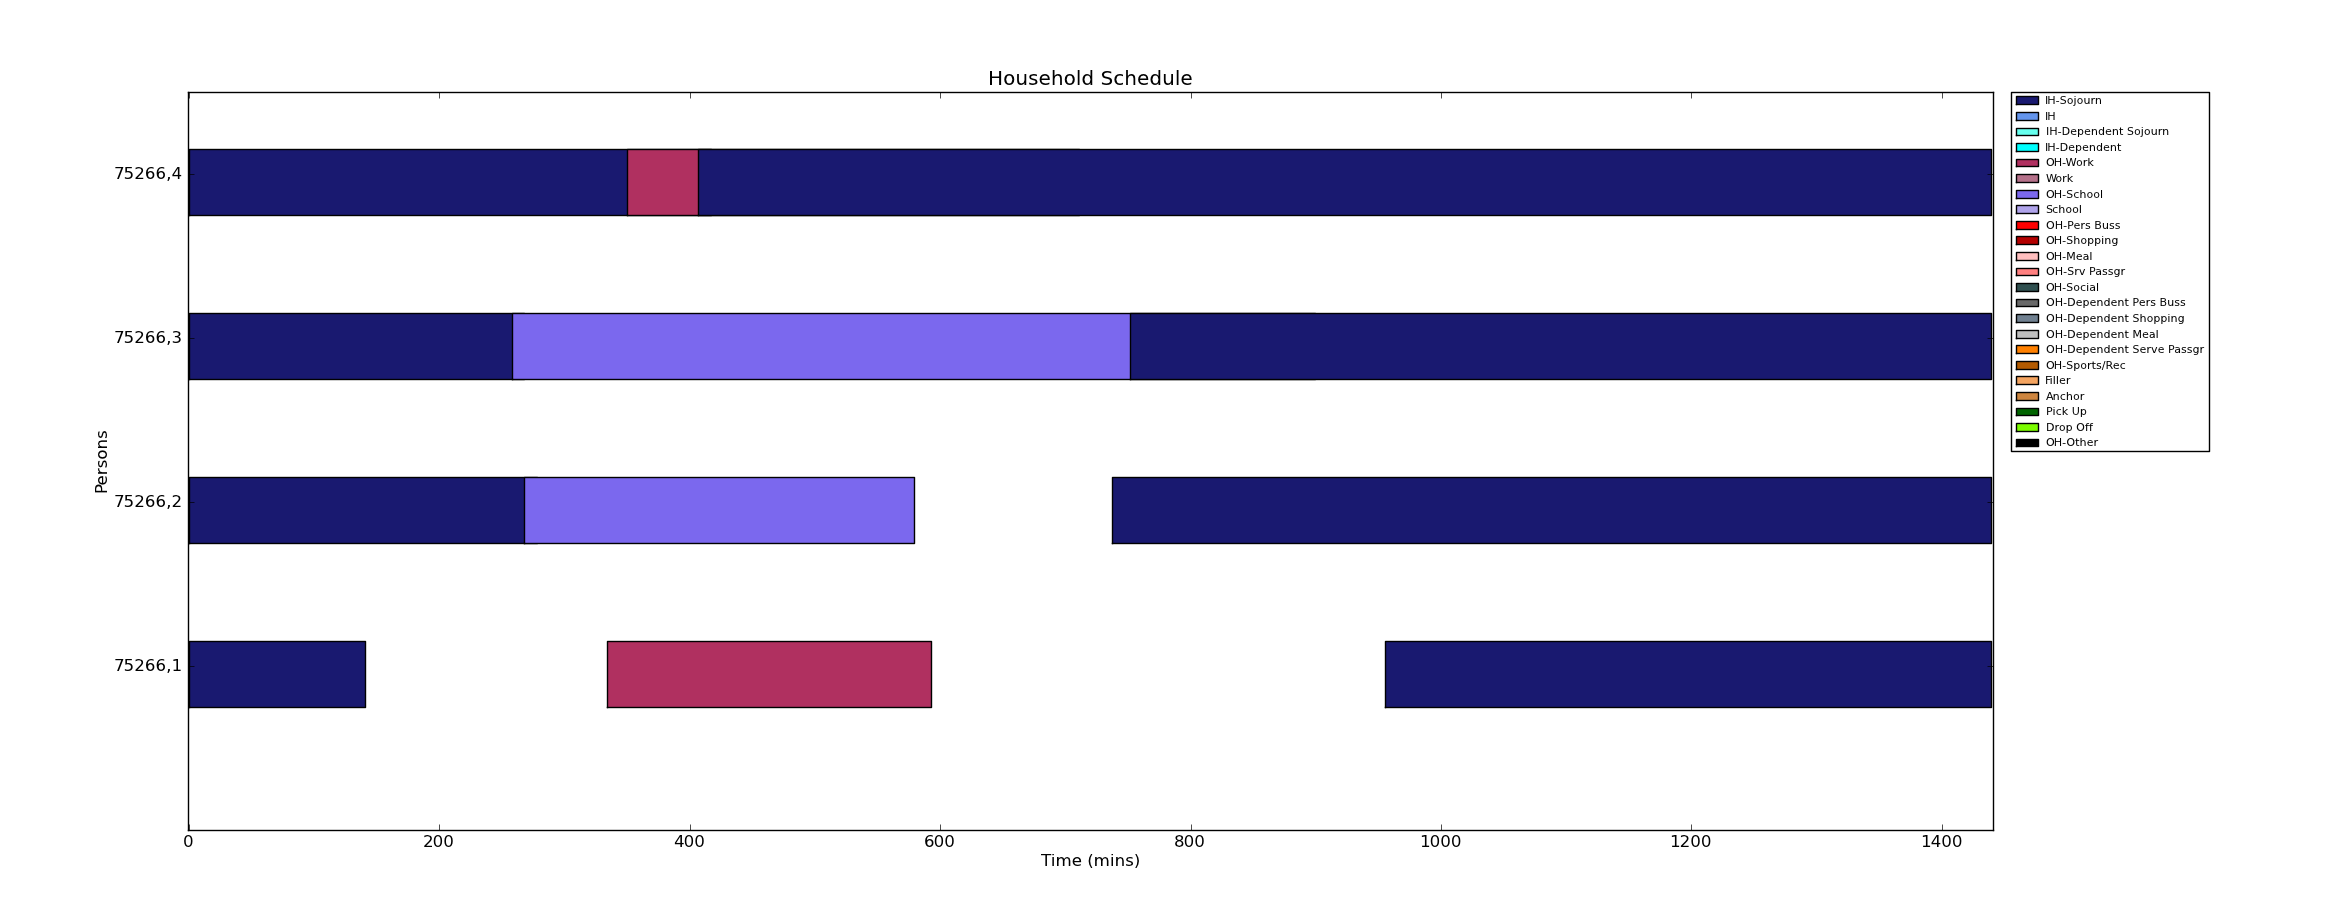 Household Schedule
75266,4
75266,3
75266,2
75266,1
Persons
0 200 400 600 800 1000 1200 1400
Time (mins)
IH-Sojourn
IH
IH-Dependent Sojourn
IH-Dependent
OH-Work
Work
OH-School
School
OH-Pers Buss
OH-Shopping
OH-Meal
OH-Srv Passgr
OH-Social
OH-Dependent Pers Buss
OH-Dependent Shopping
OH-Dependent Meal
OH-Dependent Serve Passgr
OH-Sports/Rec
Filler
Anchor
Pick Up
Drop Off
OH-Other